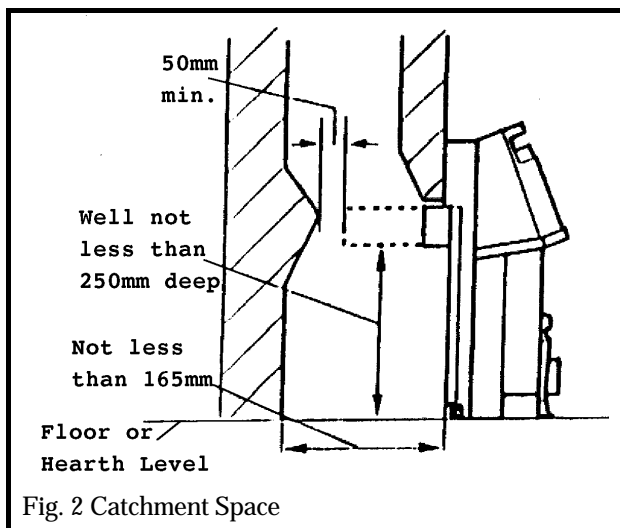 50mm
min.
Well not
less than
250mm deep
Not less
than 165mm
Floor or
Hearth Level
Fig. 2 Catchment Space